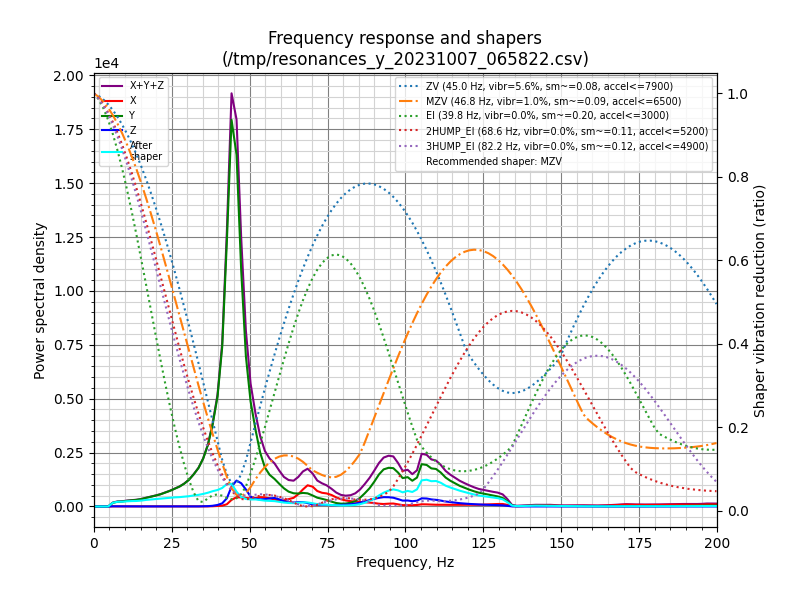 Frequency response and shapers
(/tmp/resonances_y_20231007_065822.csv)
1e4
2.00
1.75
1.50
1.25
1.00
0.75
0.50
0.25
0.00
Power spectral density
X+Y+Z
X
Y
Z
After
shaper
ZV (45.0 Hz, vibr=5.6%, sm~=0.08, accel<=7900)
MZV (46.8 Hz, vibr=1.0%, sm~=0.09, accel<=6500)
EI (39.8 Hz, vibr=0.0%, sm~=0.20, accel<=3000)
2HUMP_EI (68.6 Hz, vibr=0.0%, sm~=0.11, accel<=5200)
3HUMP_EI (82.2 Hz, vibr=0.0%, sm~=0.12, accel<=4900)
Recommended shaper: MZV
1.0
0.8
0.6
0.4
0.2
0.0
Shaper vibration reduction (ratio)
0 25 50 75 100 125 150 175 200
Frequency, Hz